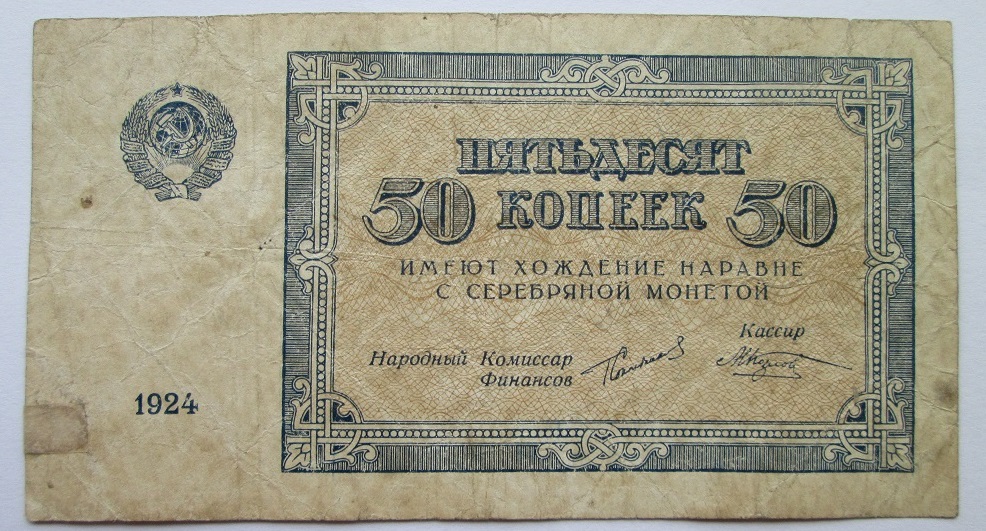 ПЯТЬДЕСЯТ
50 КОПЕЕК 50
ИМЕЮТ ХОЖДЕНИЕ НАРАВНЕ
С СЕРЕБРЯНОЙ МОНЕТОЙ
Кассир
Народный Комиссар
Финансов
1924